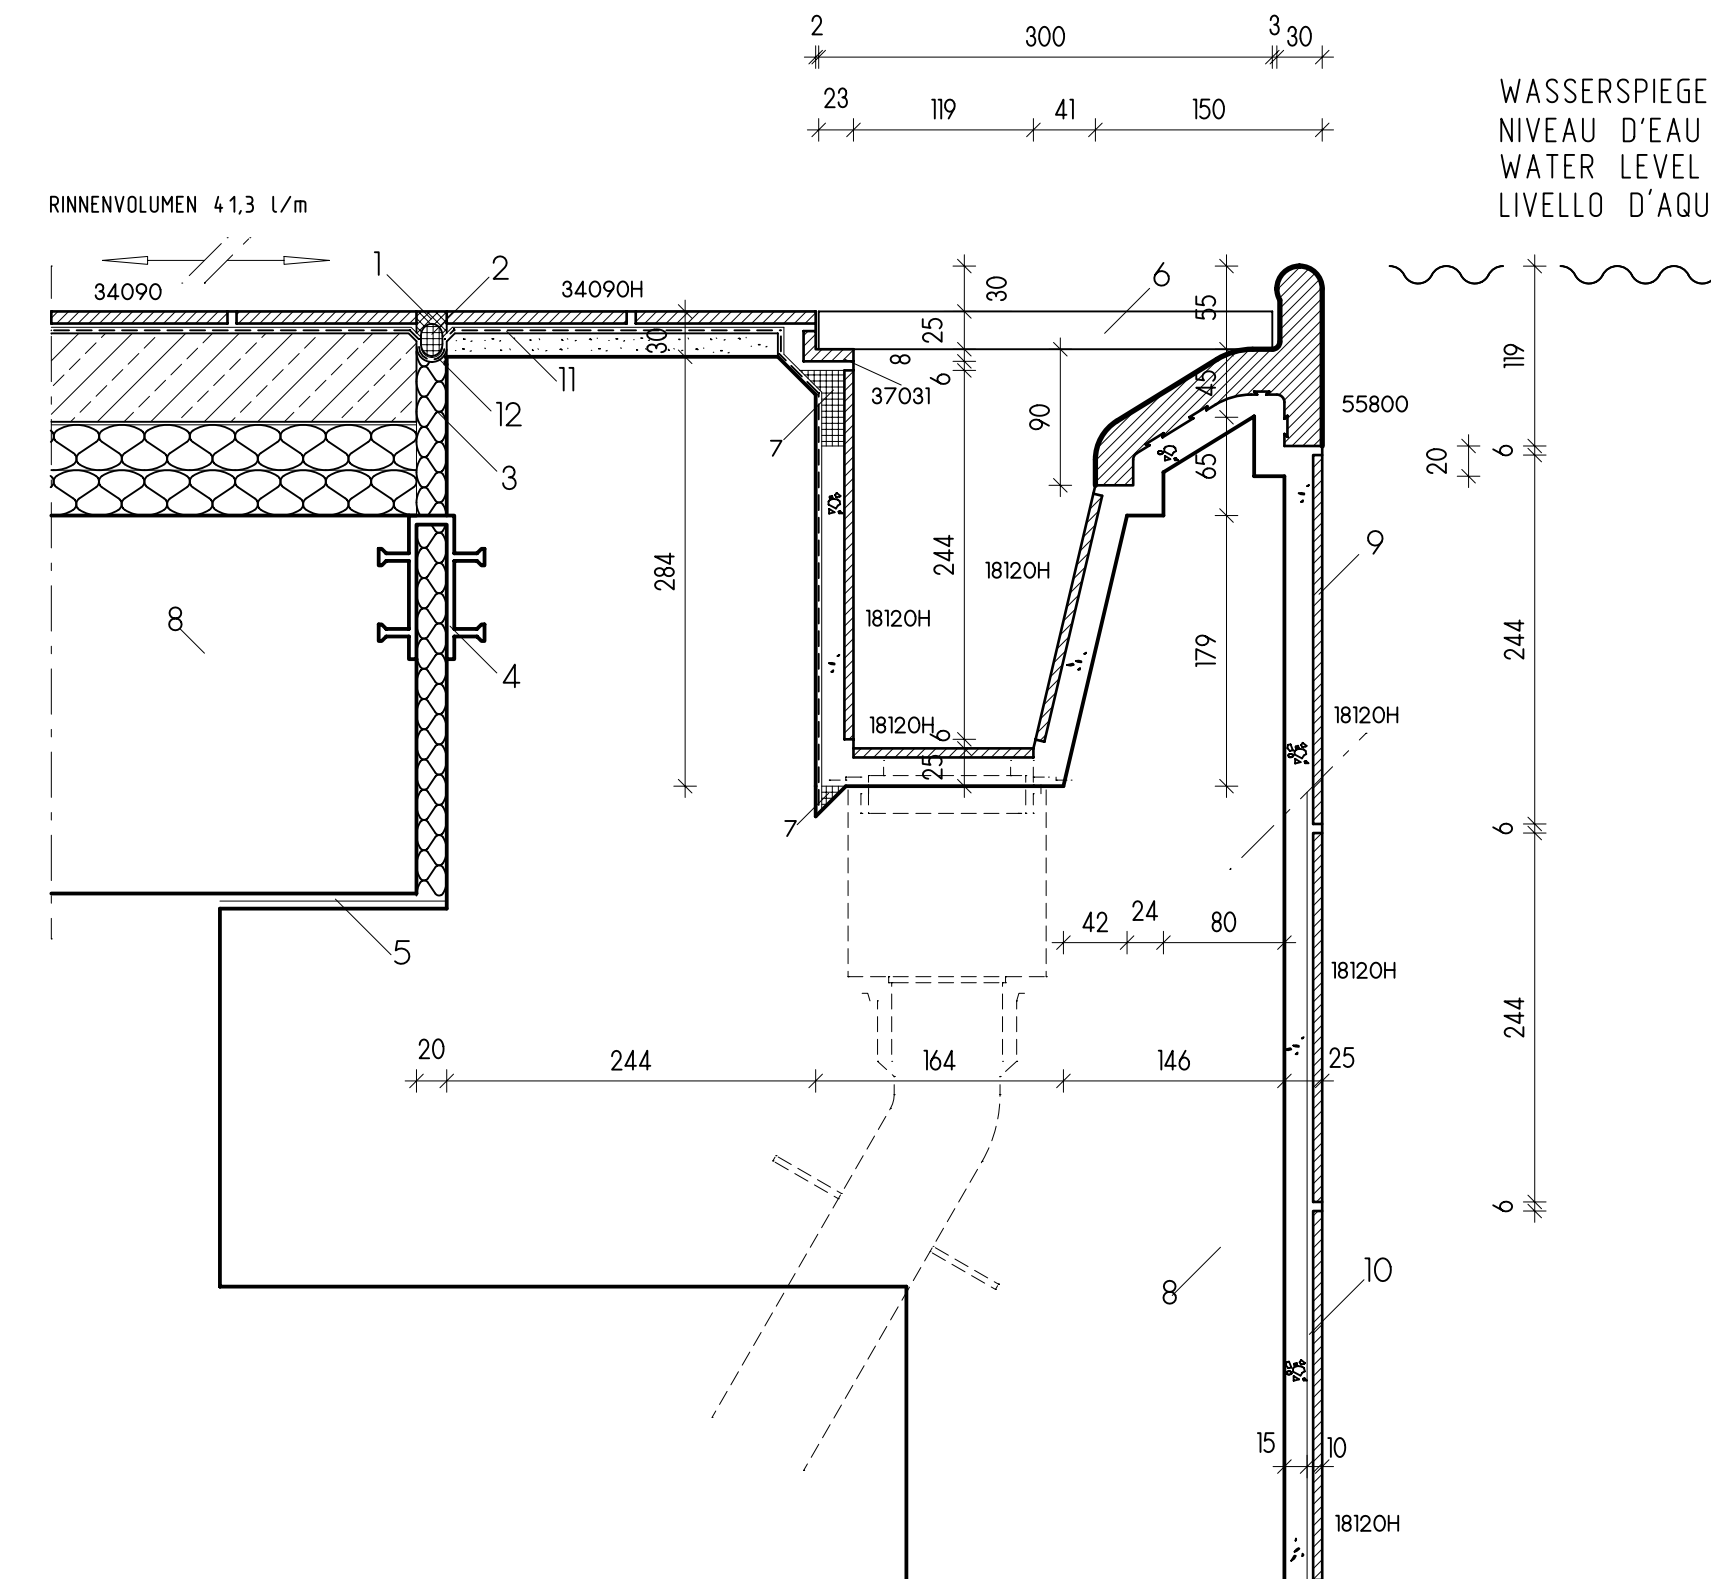 2 300 3 30
23 119 41 150
WASSERSPIEGE
NIVEAU D'EAU
WATER LEVEL
LIVELLO D'AQU
RINNENVOLUMEN 41,3 l/m
1 2 6
34090 34090H
30 55
30 25 119
8
6 45
37031 55800
11
12 90
7 20 6
3 65
9
244 18120H
284
8 18120H 244
179
4
18120H 6 18120H
25
7 6
42 24 80
5 18120H
244
20 244 164 146 25
6
8 10
15 10
18120H